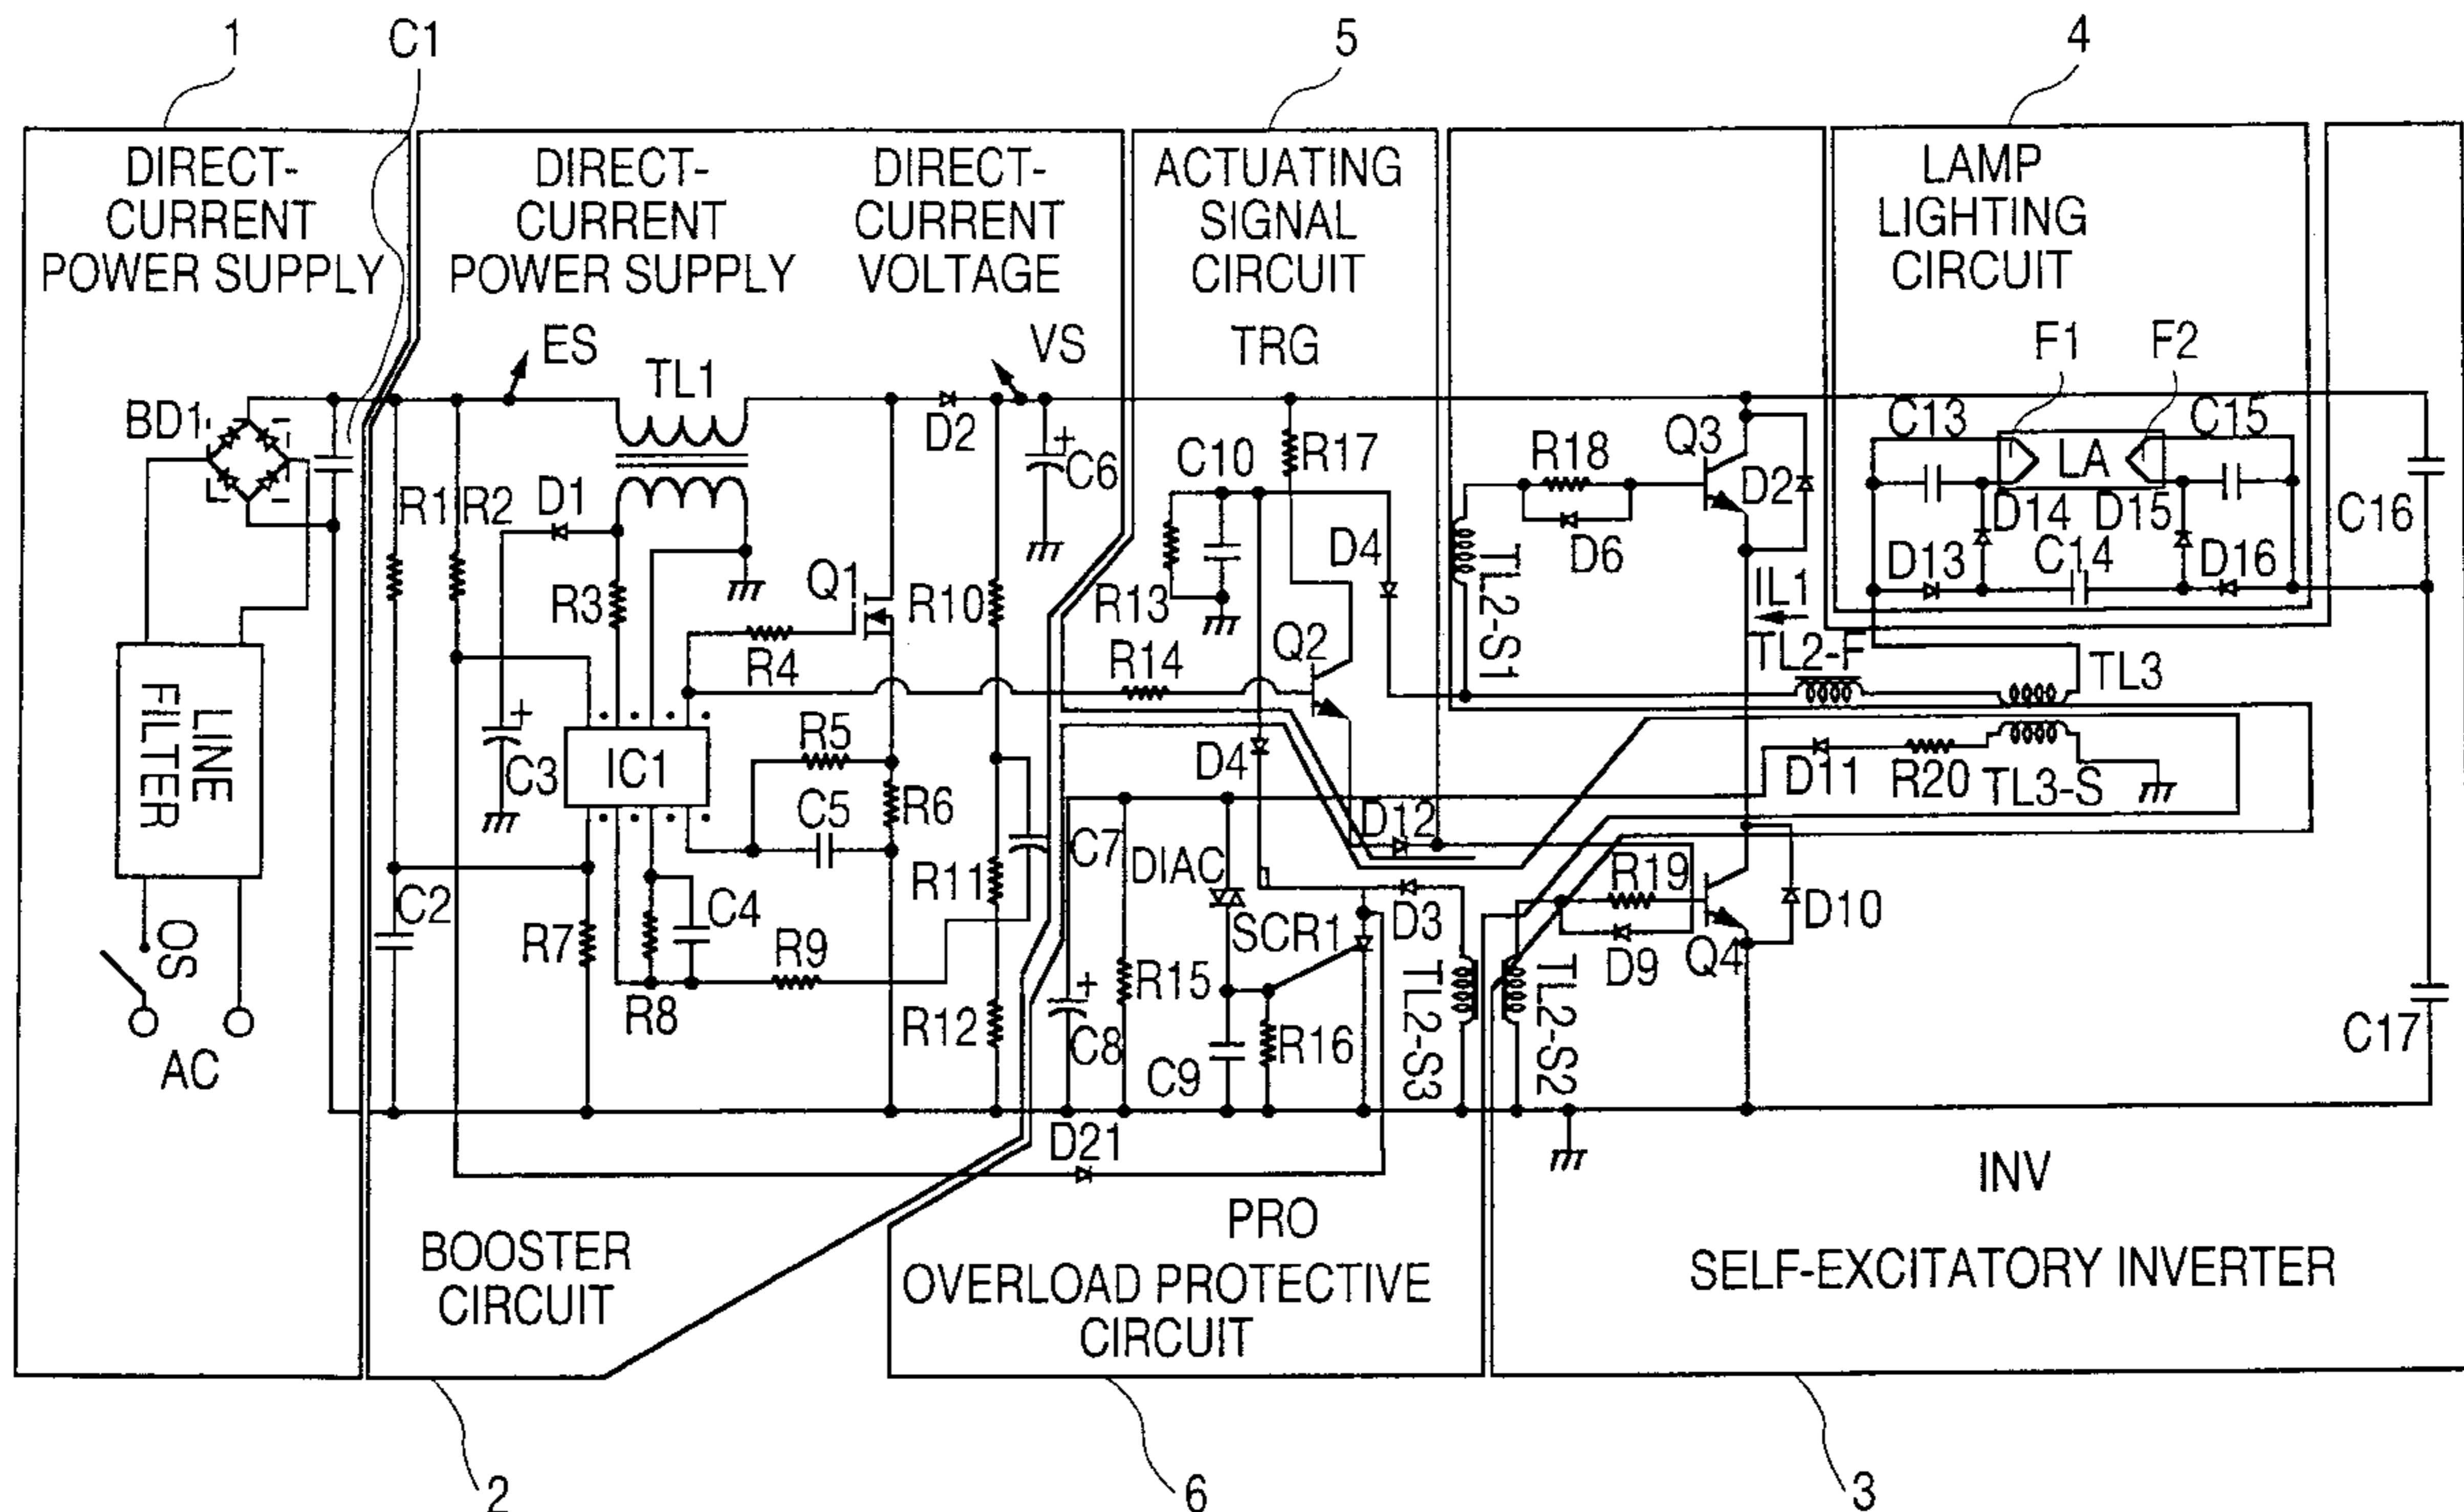 1
C1
5
4
DIRECT-
CURRENT
POWER SUPPLY
DIRECT-
CURRENT
POWER SUPPLY
DIRECT-
CURRENT
VOLTAGE
ACTUATING
SIGNAL
CIRCUIT
TRG
LAMP
LIGHTING
CIRCUIT
ES
VS
F1
F2
TL1
BD1
D2
C6
C10
R17
R18
Q3
D2
C13
LA
C15
R1
R2
D1
D4
D6
D14
D15
C16
R3
Q1
R10
R13
TL2-S1
IL1
D13
C14
D16
R4
R14
Q2
TL2-F
TL3
LINE
FILTER
C3
IC1
R5
R6
D4
D11
R20
TL3-S
C5
C7
D12
R11
DIAC
R19
C2
C4
R7
R9
SCR1
D3
D9
Q4
D10
OS
R8
R12
R15
TL2-S3
TL2-S2
AC
C8
C9
R16
C17
D21
INV
PRO
BOOSTER
CIRCUIT
OVERLOAD PROTECTIVE
CIRCUIT
SELF-EXCITATORY INVERTER
2
6
3